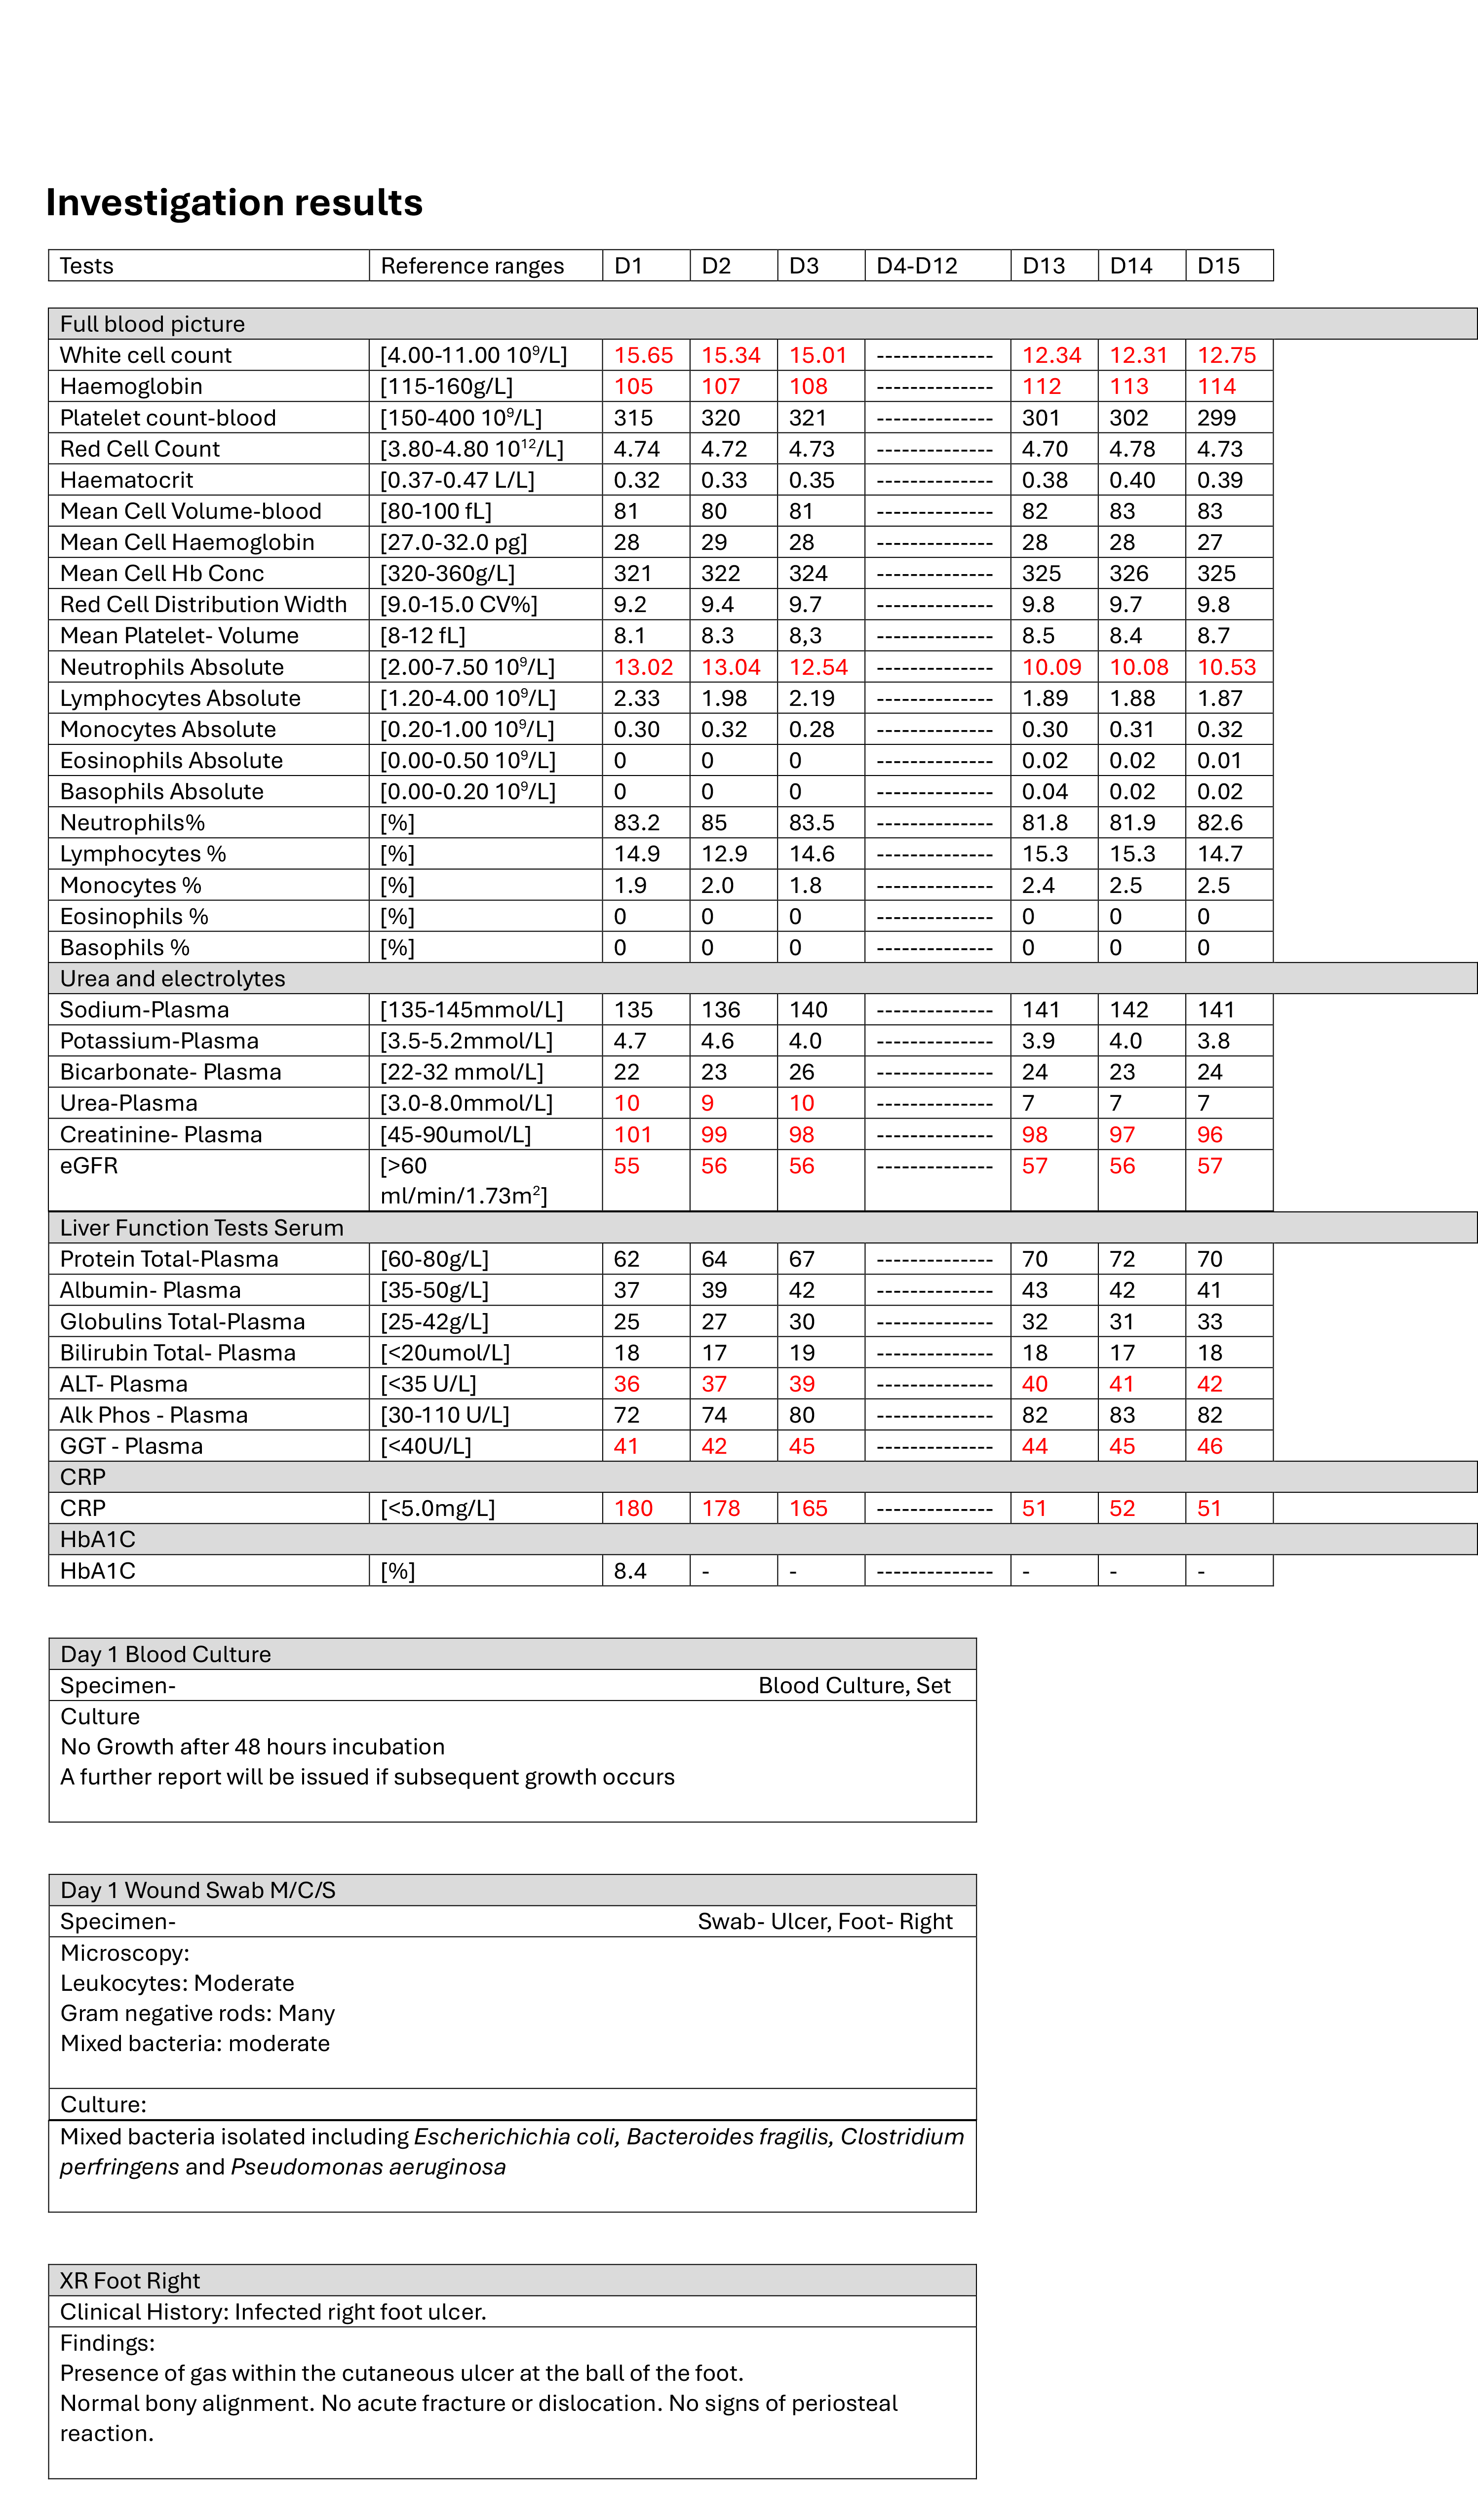 Investigation results
Tests Reference ranges D1 D2 D3 D4-D12 D13 D14 D15
Full blood picture
White cell count [4.00-11.00 10⁹/L] 15.65 15.34 15.01 -------------- 12.34 12.31 12.75
Haemoglobin [115-160g/L] 105 107 108 -------------- 112 113 114
Platelet count-blood [150-400 10⁹/L] 315 320 321 -------------- 301 302 299
Red Cell Count [3.80-4.80 10¹²/L] 4.74 4.72 4.73 -------------- 4.70 4.78 4.73
Haematocrit [0.37-0.47 L/L] 0.32 0.33 0.35 -------------- 0.38 0.40 0.39
Mean Cell Volume-blood [80-100 fL] 81 80 81 -------------- 82 83 83
Mean Cell Haemoglobin [27.0-32.0 pg] 28 29 28 -------------- 28 28 27
Mean Cell Hb Conc [320-360g/L] 321 322 324 -------------- 325 326 325
Red Cell Distribution Width [9.0-15.0 CV%] 9.2 9.4 9.7 -------------- 9.8 9.7 9.8
Mean Platelet- Volume [8-12 fL] 8.1 8.3 8,3 -------------- 8.5 8.4 8.7
Neutrophils Absolute [2.00-7.50 10⁹/L] 13.02 13.04 12.54 -------------- 10.09 10.08 10.53
Lymphocytes Absolute [1.20-4.00 10⁹/L] 2.33 1.98 2.19 -------------- 1.89 1.88 1.87
Monocytes Absolute [0.20-1.00 10⁹/L] 0.30 0.32 0.28 -------------- 0.30 0.31 0.32
Eosinophils Absolute [0.00-0.50 10⁹/L] 0 0 0 -------------- 0.02 0.02 0.01
Basophils Absolute [0.00-0.20 10⁹/L] 0 0 0 -------------- 0.04 0.02 0.02
Neutrophils% [%] 83.2 85 83.5 -------------- 81.8 81.9 82.6
Lymphocytes % [%] 14.9 12.9 14.6 -------------- 15.3 15.3 14.7
Monocytes % [%] 1.9 2.0 1.8 -------------- 2.4 2.5 2.5
Eosinophils % [%] 0 0 0 -------------- 0 0 0
Basophils % [%] 0 0 0 -------------- 0 0 0
Urea and electrolytes
Sodium-Plasma [135-145mmol/L] 135 136 140 -------------- 141 142 141
Potassium-Plasma [3.5-5.2mmol/L] 4.7 4.6 4.0 -------------- 3.9 4.0 3.8
Bicarbonate- Plasma [22-32 mmol/L] 22 23 26 -------------- 24 23 24
Urea-Plasma [3.0-8.0mmol/L] 10 9 10 -------------- 7 7 7
Creatinine- Plasma [45-90umol/L] 101 99 98 -------------- 98 97 96
eGFR [>60 55 56 56 -------------- 57 56 57
ml/min/1.73m²]
Liver Function Tests Serum
Protein Total-Plasma [60-80g/L] 62 64 67 -------------- 70 72 70
Albumin- Plasma [35-50g/L] 37 39 42 -------------- 43 42 41
Globulins Total-Plasma [25-42g/L] 25 27 30 -------------- 32 31 33
Bilirubin Total- Plasma [<20umol/L] 18 17 19 -------------- 18 17 18
ALT- Plasma [<35 U/L] 36 37 39 -------------- 40 41 42
Alk Phos - Plasma [30-110 U/L] 72 74 80 -------------- 82 83 82
GGT - Plasma [<40U/L] 41 42 45 -------------- 44 45 46
CRP
CRP [<5.0mg/L] 180 178 165 -------------- 51 52 51
HbA1C
HbA1C [%] 8.4 - - -------------- - - -
Day 1 Blood Culture
Specimen- Blood Culture, Set
Culture
No Growth after 48 hours incubation
A further report will be issued if subsequent growth occurs
Day 1 Wound Swab M/C/S
Specimen- Swab- Ulcer, Foot- Right
Microscopy:
Leukocytes: Moderate
Gram negative rods: Many
Mixed bacteria: moderate
Culture:
Mixed bacteria isolated including Escherichichia coli, Bacteroides fragilis, Clostridium
perfringens and Pseudomonas aeruginosa
XR Foot Right
Clinical History: Infected right foot ulcer.
Findings:
Presence of gas within the cutaneous ulcer at the ball of the foot.
Normal bony alignment. No acute fracture or dislocation. No signs of periosteal
reaction.